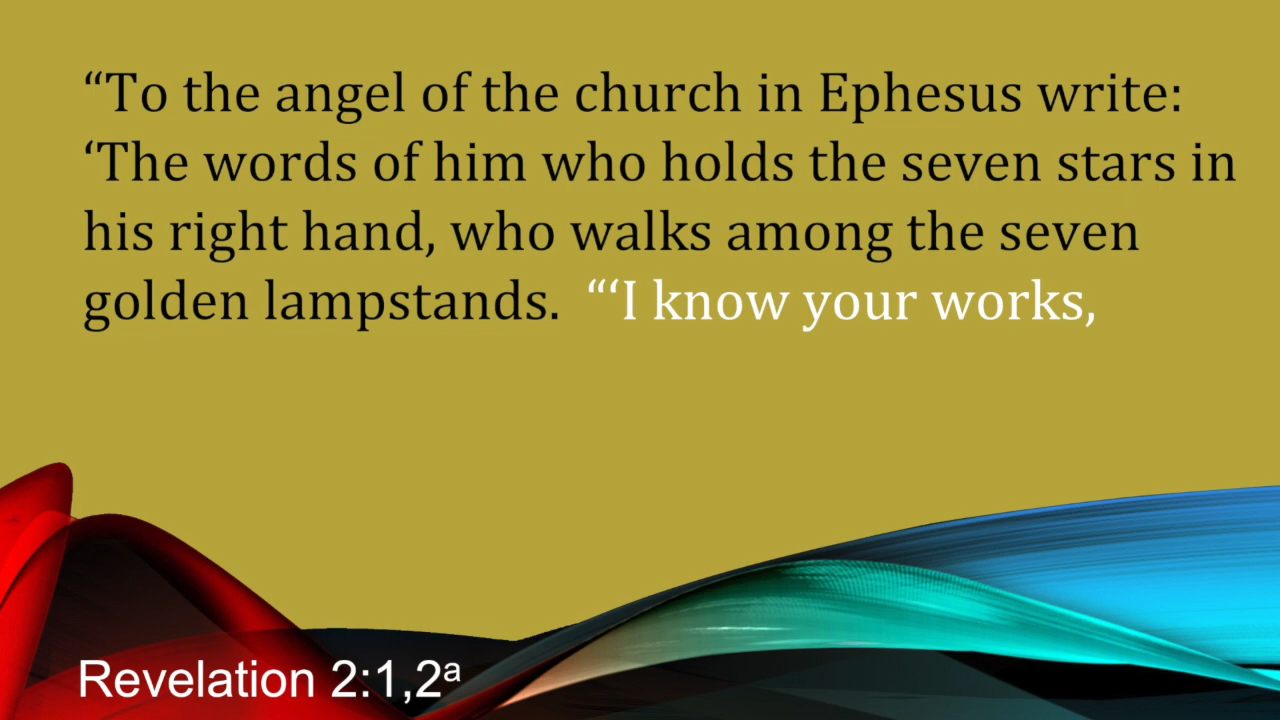 “To the angel of the church in Ephesus write:
‘The words of him who holds the seven stars in
his right hand, who walks among the seven
golden lampstands.  “‘I know your works,
Revelation 2:1,2ª